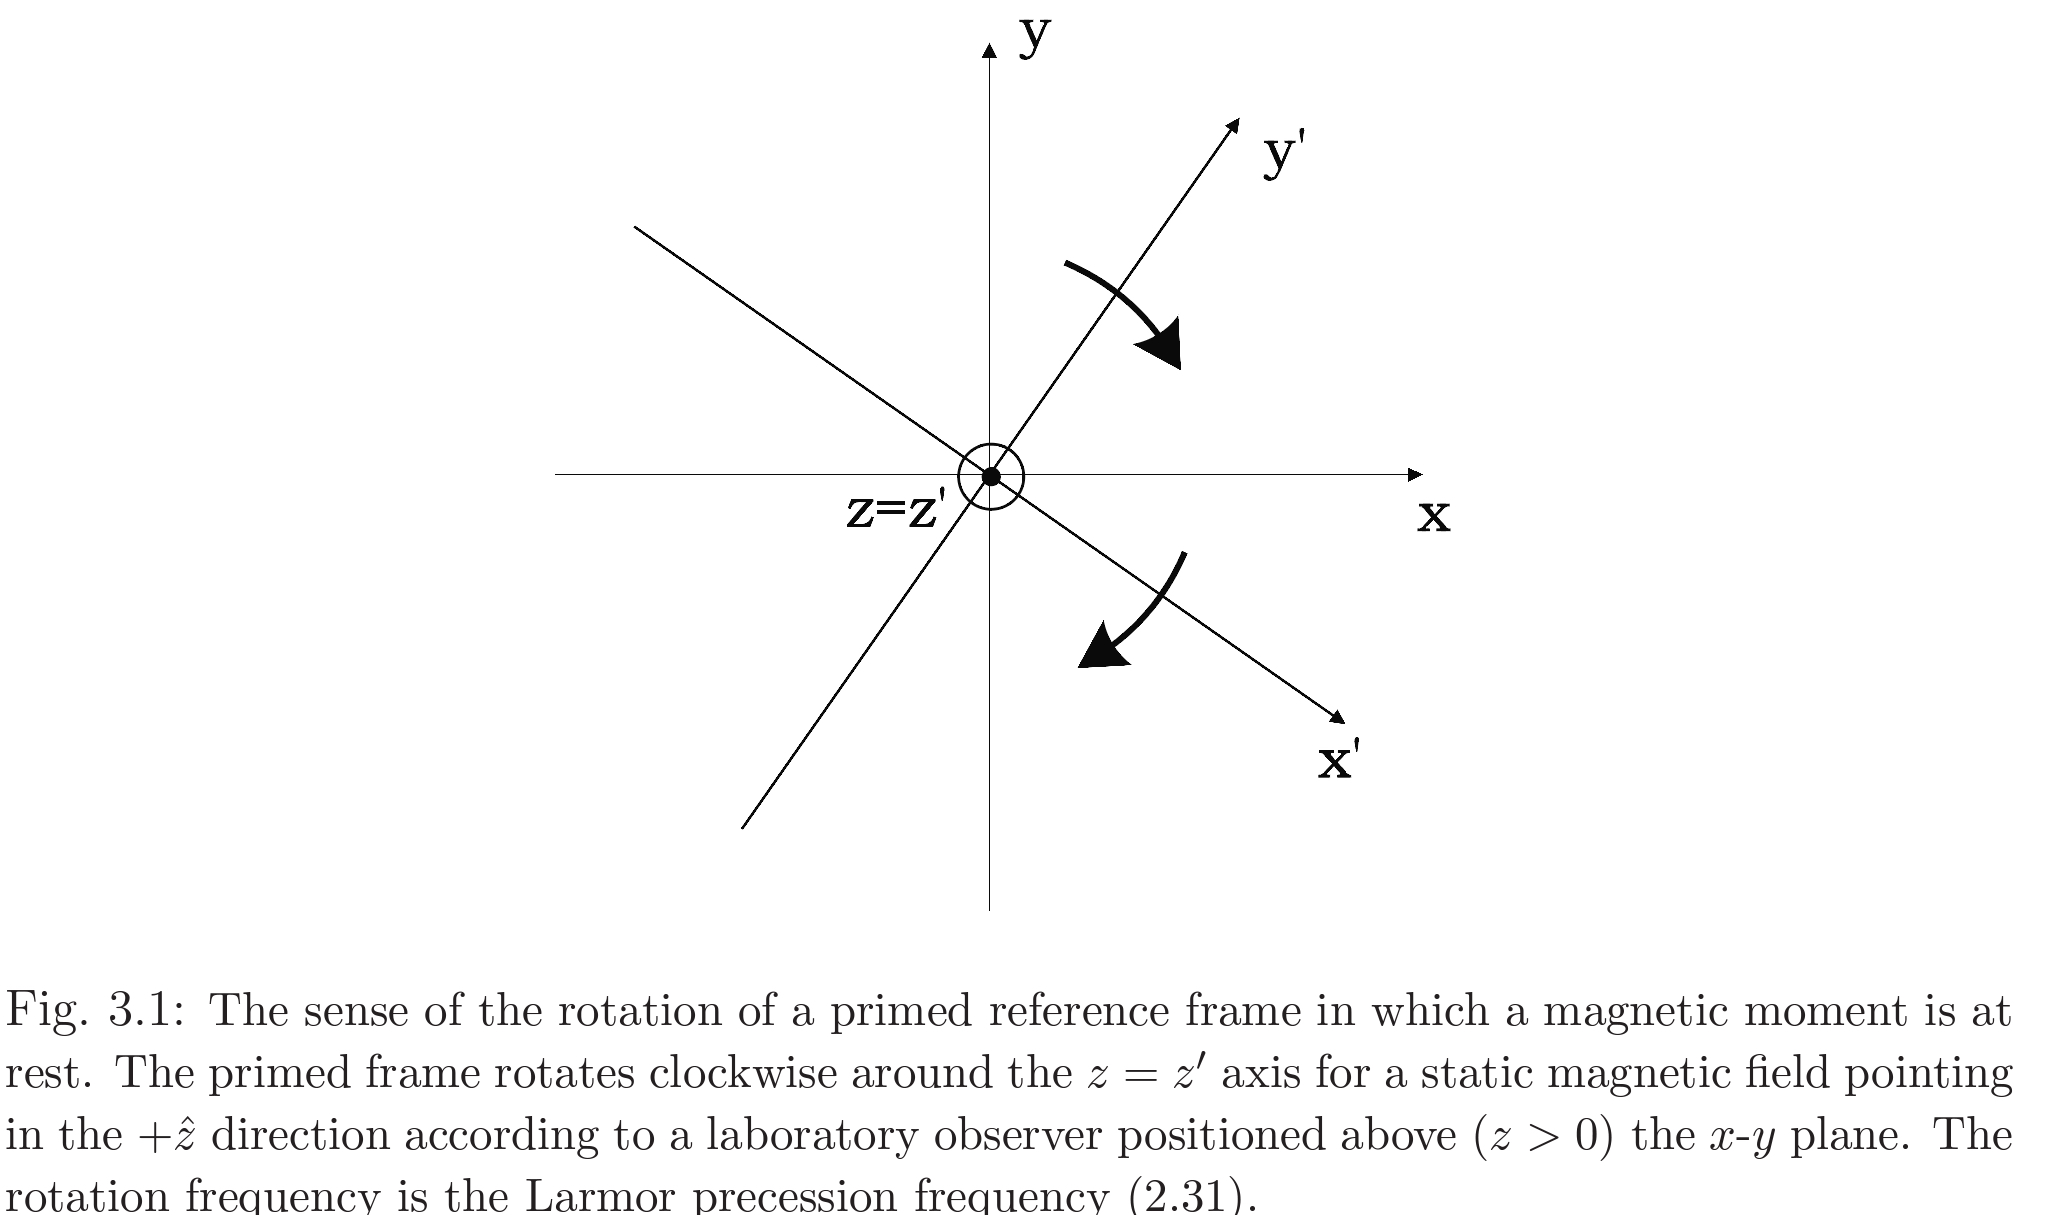 y
y'
z=z'
x
x'
Fig. 3.1: The sense of the rotation of a primed reference frame in which a magnetic moment is at
rest. The primed frame rotates clockwise around the z = z′ axis for a static magnetic field pointing
in the +ẑ direction according to a laboratory observer positioned above (z > 0) the x-y plane. The
rotation frequency is the Larmor precession frequency (2.31).